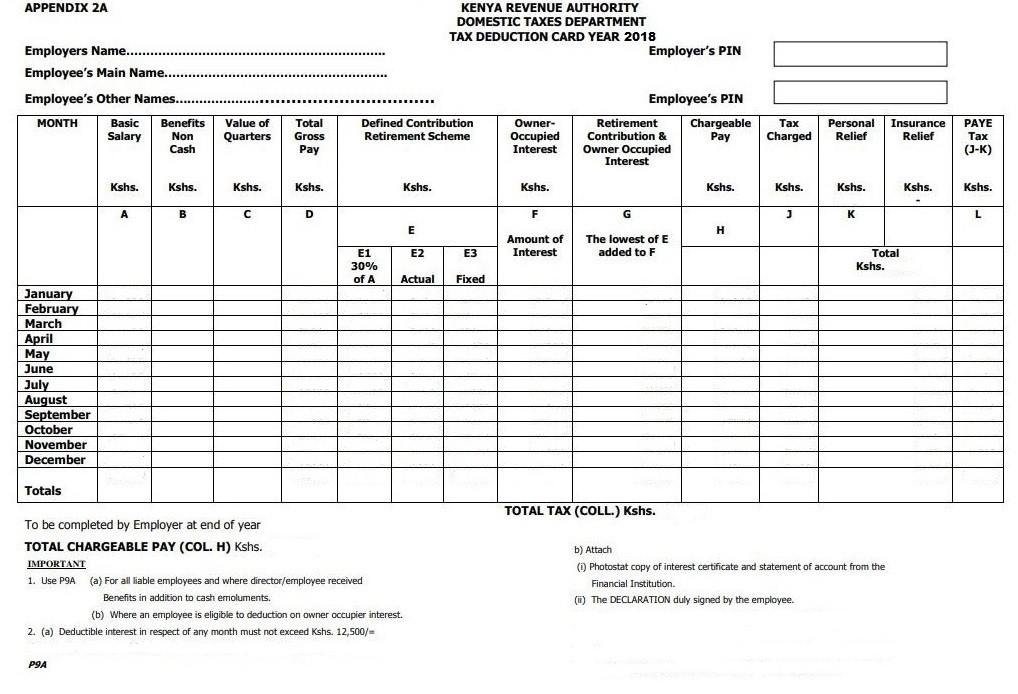 APPENDIX 2A
KENYA REVENUE AUTHORITY
DOMESTIC TAXES DEPARTMENT
TAX DEDUCTION CARD YEAR 2018
Employers Name.......................................................
Employer's PIN
Employee's Main Name...................................................
Employee's Other Names........................................................
Employee's PIN
MONTH Basic Salary Kshs. Benefits Non Cash Kshs. Value of Quarters Kshs. Total Gross Pay Kshs. Defined Contribution Retirement Scheme Kshs. Owner-Occupied Interest Kshs. Retirement Contribution & Owner Occupied Interest Chargeable Pay Kshs. Tax Charged Kshs. Personal Relief Kshs. Insurance Relief Kshs. - PAYE Tax (J-K) Kshs.
A B C D E F Amount of Interest G The lowest of E added to F H J K L
E1 30% of A E2 Actual E3 Fixed Total Kshs.
January
February
March
April
May
June
July
August
September
October
November
December
Totals
TOTAL TAX (COLL.) Kshs.
To be completed by Employer at end of year
TOTAL CHARGEABLE PAY (COL. H) Kshs.
IMPORTANT
1. Use P9A (a) For all liable employees and where director/employee received
Benefits in addition to cash emoluments.
(b) Where an employee is eligible to deduction on owner occupier interest.
2. (a) Deductible interest in respect of any month must not exceed Kshs. 12,500/=
b) Attach
(i) Photostat copy of interest certificate and statement of account from the
Financial Institution.
(ii) The DECLARATION duly signed by the employee.
P9A